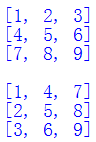 [1, 2, 3]
[4, 5, 6]
[7, 8, 9]
[1, 4, 7]
[2, 5, 8]
[3, 6, 9]